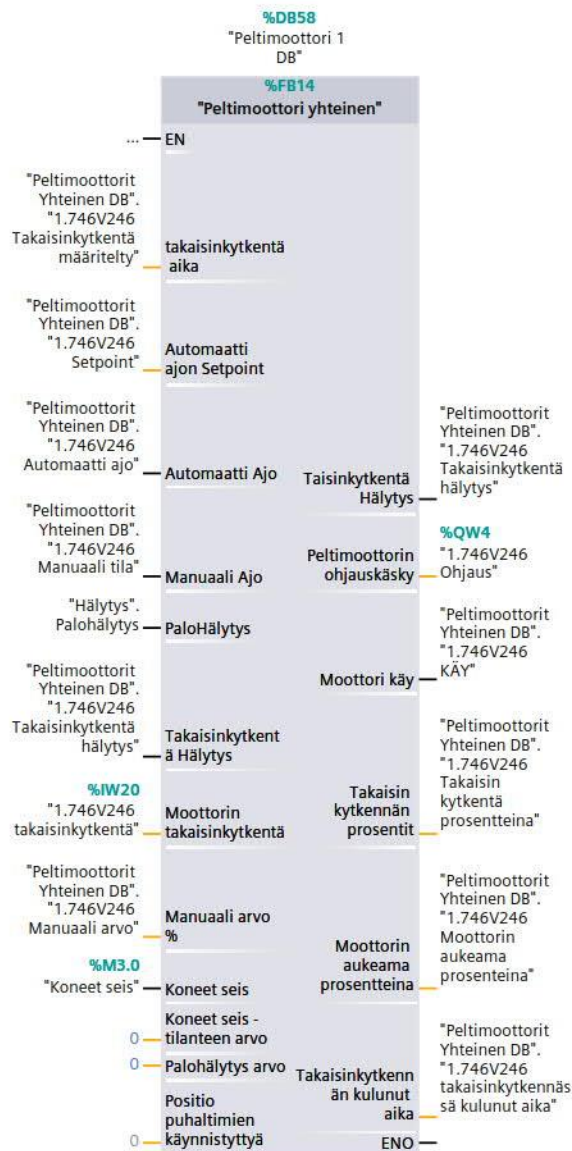 %DB58
"Peltimoottori 1
DB"
%FB14
"Peltimoottori yhteinen"
...
EN
"Peltimoottorit
Yhteinen DB".
"1.746V246
Takaisinkytkentä
määritelty"
takaisinkytkentä
aika
"Peltimoottorit
Yhteinen DB".
"1.746V246
Setpoint"
Automaatti
ajon Setpoint
"Peltimoottorit
Yhteinen DB".
"1.746V246
Automaatti ajo"
Automaatti Ajo
"Peltimoottorit
Yhteinen DB".
"1.746V246
Manuaali tila"
Manuaali Ajo
"Hälytys".
Palohälytys
PaloHälytys
"Peltimoottorit
Yhteinen DB".
"1.746V246
Takaisinkytkentä
hälytys"
Takaisinkytkent
ä Hälytys
%IW20
"1.746V246
takaisinkytkentä"
Moottorin
takaisinkytkentä
"Peltimoottorit
Yhteinen DB".
"1.746V246
Manuaali arvo"
Manuaali arvo
%
%M3.0
"Koneet seis"
Koneet seis
0
Koneet seis -
tilanteen arvo
0
Palohälytys arvo
0
Positio
puhaltimien
käynnistyttyä
Taisinkytkentä
Hälytys
"Peltimoottorit
Yhteinen DB".
"1.746V246
Takaisinkytkentä
hälytys"
Peltimoottorin
ohjauskäsky
%QW4
"1.746V246
Ohjaus"
Moottori käy
"Peltimoottorit
Yhteinen DB".
"1.746V246
KÄY"
Takaisin
kytkennän
prosentit
"Peltimoottorit
Yhteinen DB".
"1.746V246
Takaisin
kytkentä
prosentteina"
Moottorin
aukeama
prosentteina
"Peltimoottorit
Yhteinen DB".
"1.746V246
Moottorin
aukeama
prosenteina"
Takaisinkytkenn
än kulunut
aika
"Peltimoottorit
Yhteinen DB".
"1.746V246
takaisinkytkennäs
sä kulunut aika"
ENO